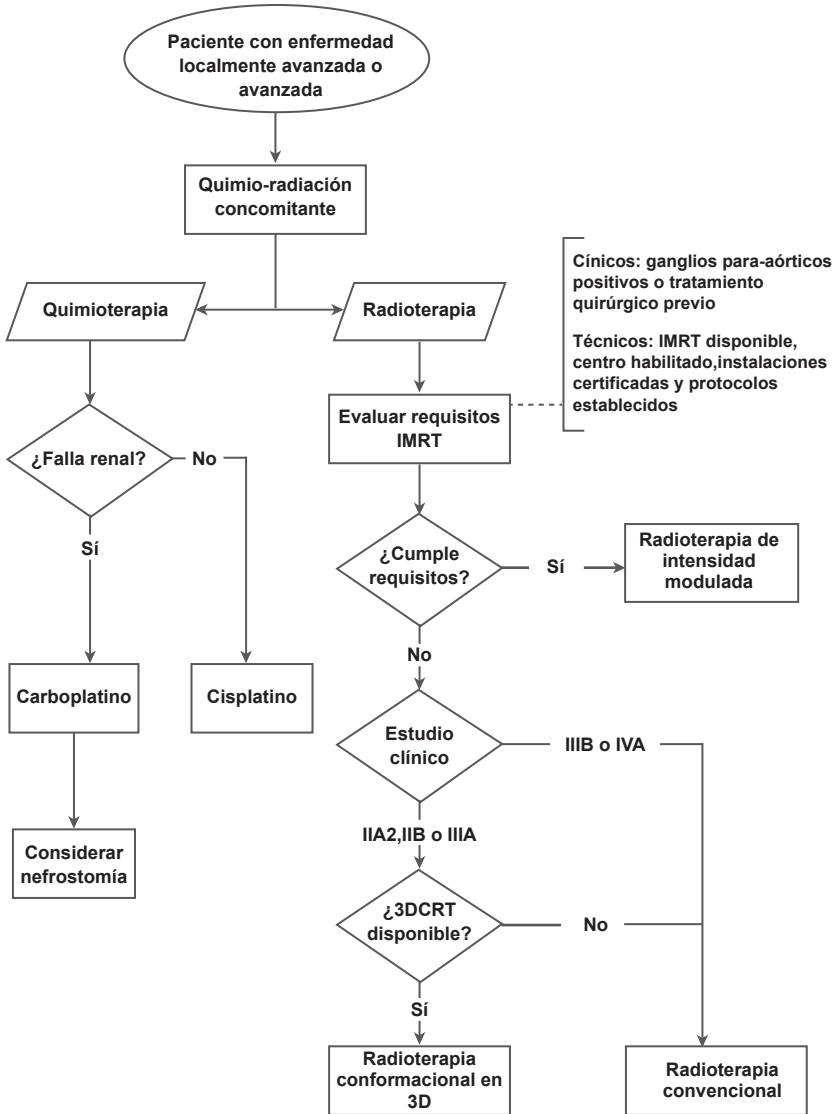 Paciente con enfermedad
localmente avanzada o
avanzada
Quimio-radiación
concomitante
Quimioterapia
Radioterapia
Cínicos: ganglios para-aórticos
positivos o tratamiento
quirúrgico previo
Técnicos: IMRT disponible,
centro habilitado,instalaciones
certificadas y protocolos
establecidos
Evaluar requisitos
IMRT
¿Falla renal?
No
Sí
¿Cumple
requisitos?
Sí
Radioterapia de
intensidad
modulada
No
Carboplatino
Cisplatino
Estudio
clínico
IIIB o IVA
IIA2,IIB o IIIA
Considerar
nefrostomía
¿3DCRT
disponible?
No
Sí
Radioterapia
conformacional en
3D
Radioterapia
convencional